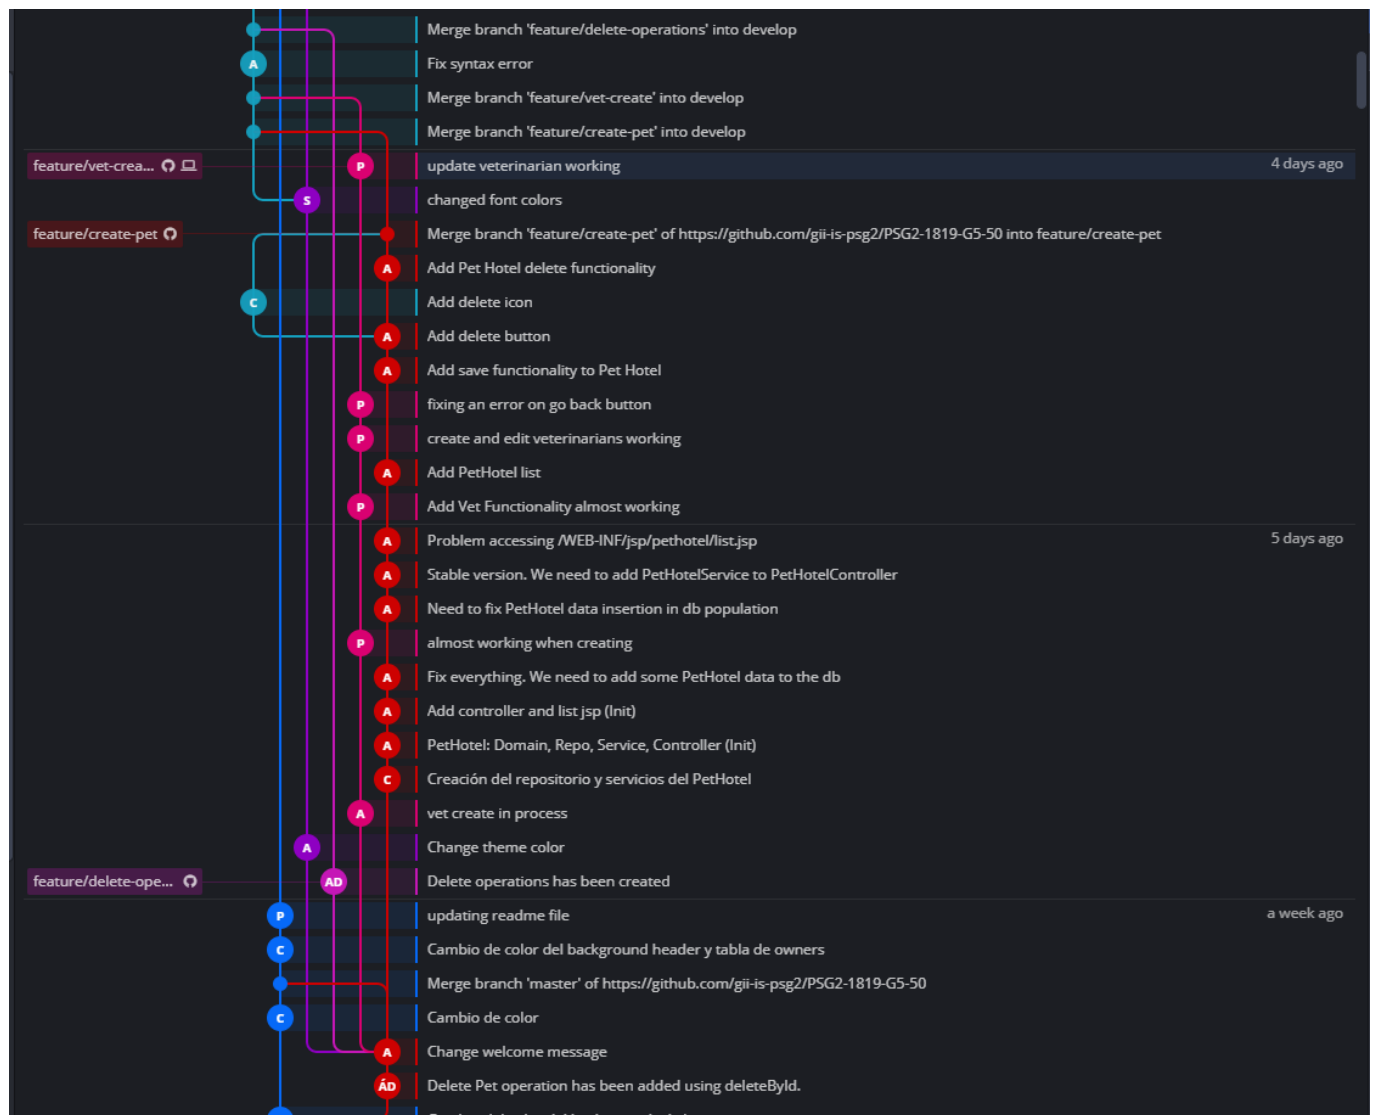 Merge branch 'feature/delete-operations' into develop
A Fix syntax error
Merge branch 'feature/vet-create' into develop
Merge branch 'feature/create-pet' into develop
feature/vet-crea... P update veterinarian working 4 days ago
S changed font colors
feature/create-pet Merge branch 'feature/create-pet' of https://github.com/gii-is-psg2/PSG2-1819-G5-50 into feature/create-pet
A Add Pet Hotel delete functionality
C Add delete icon
A Add delete button
A Add save functionality to Pet Hotel
P fixing an error on go back button
P create and edit veterinarians working
A Add PetHotel list
P Add Vet Functionality almost working
A Problem accessing /WEB-INF/jsp/pethotel/list.jsp 5 days ago
A Stable version. We need to add PetHotelService to PetHotelController
A Need to fix PetHotel data insertion in db population
P almost working when creating
A Fix everything. We need to add some PetHotel data to the db
A Add controller and list jsp (Init)
A PetHotel: Domain, Repo, Service, Controller (Init)
C Creación del repositorio y servicios del PetHotel
A vet create in process
A Change theme color
feature/delete-ope... AD Delete operations has been created
P updating readme file a week ago
C Cambio de color del background header y tabla de owners
Merge branch 'master' of https://github.com/gii-is-psg2/PSG2-1819-G5-50
C Cambio de color
A Change welcome message
ÁD Delete Pet operation has been added using deleteById.